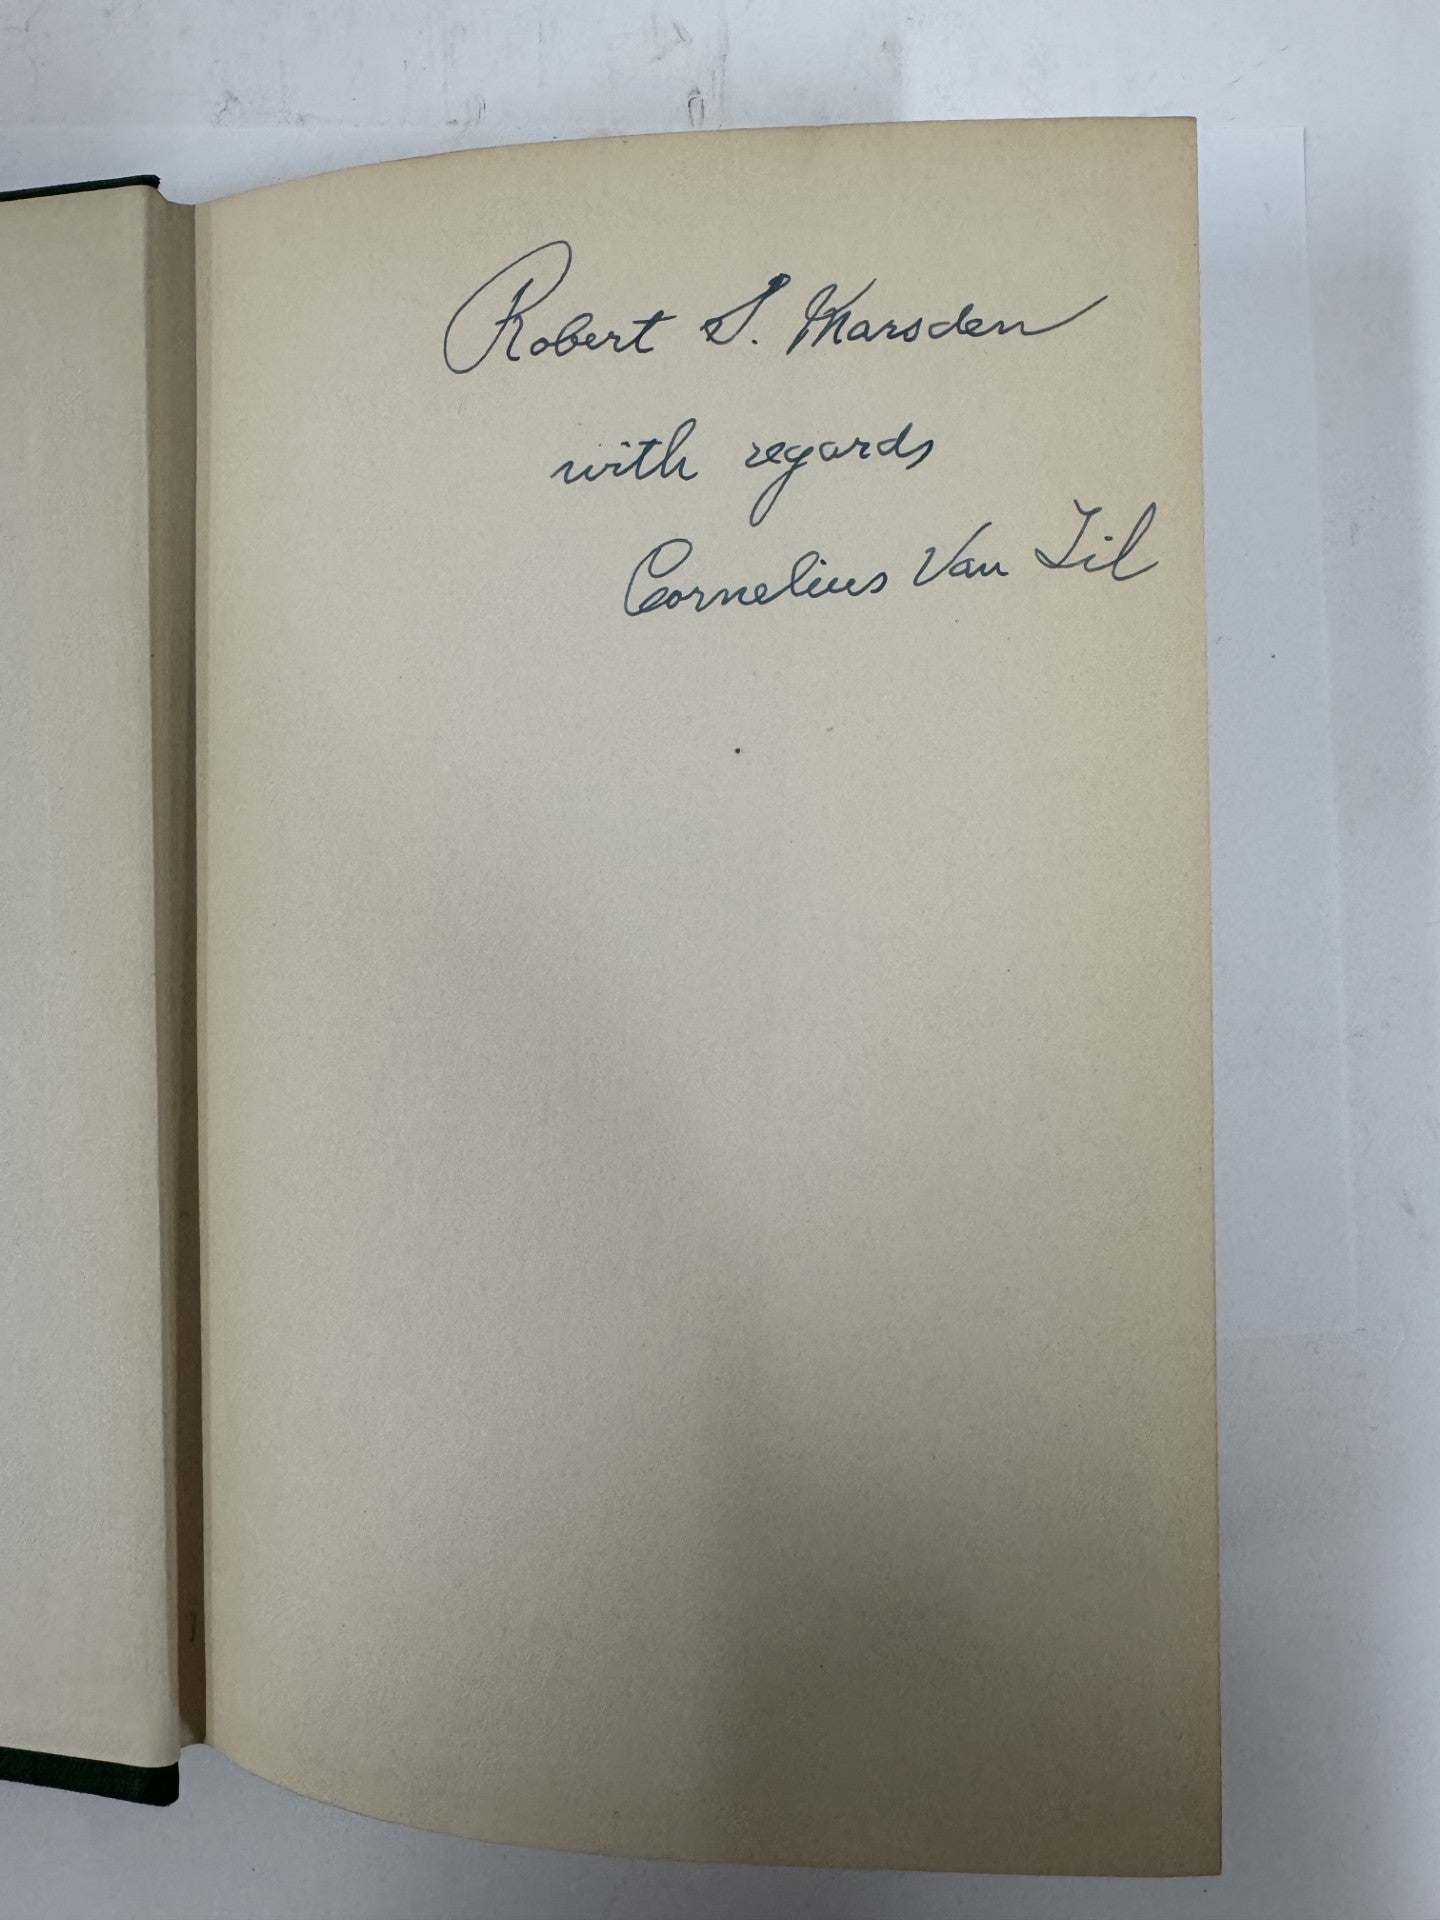 Robert S. Marsden
with regards
Cornelius Van Til